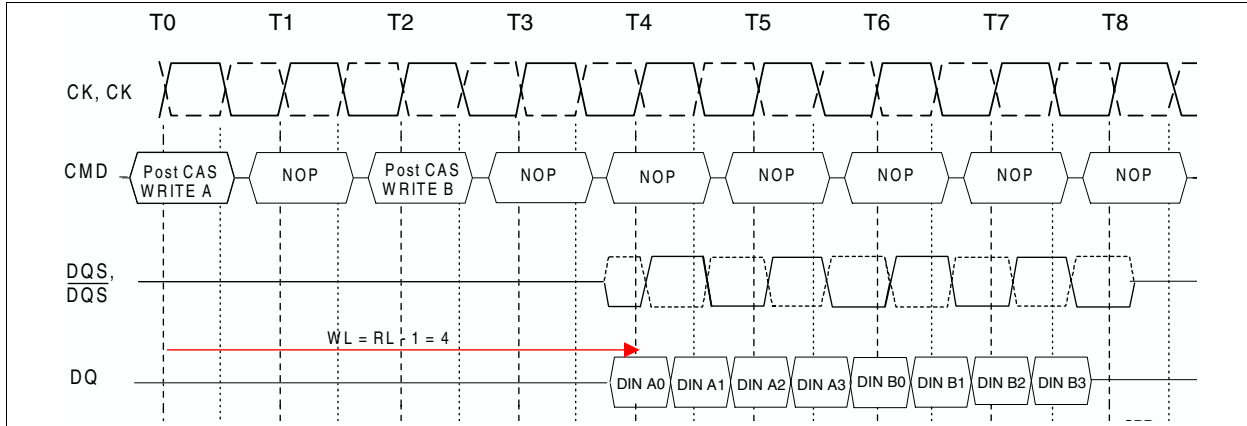 T0 T1 T2 T3 T4 T5 T6 T7 T8
CK, CK
CMD Post CAS NOP Post CAS NOP NOP NOP NOP NOP NOP
WRITE A WRITE B
DQS,
DQS
WL = RL - 1 = 4
DQ DIN A0 DIN A1 DIN A2 DIN A3 DIN B0 DIN B1 DIN B2 DIN B3